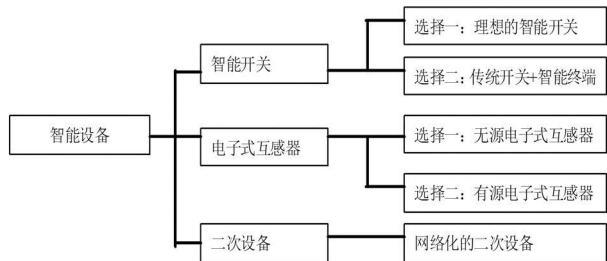 选择一：理想的智能开关
智能开关
选择二：传统开关+智能终端
智能设备
电子式互感器
选择一：无源电子式互感器
选择二：有源电子式互感器
二次设备
网络化的二次设备